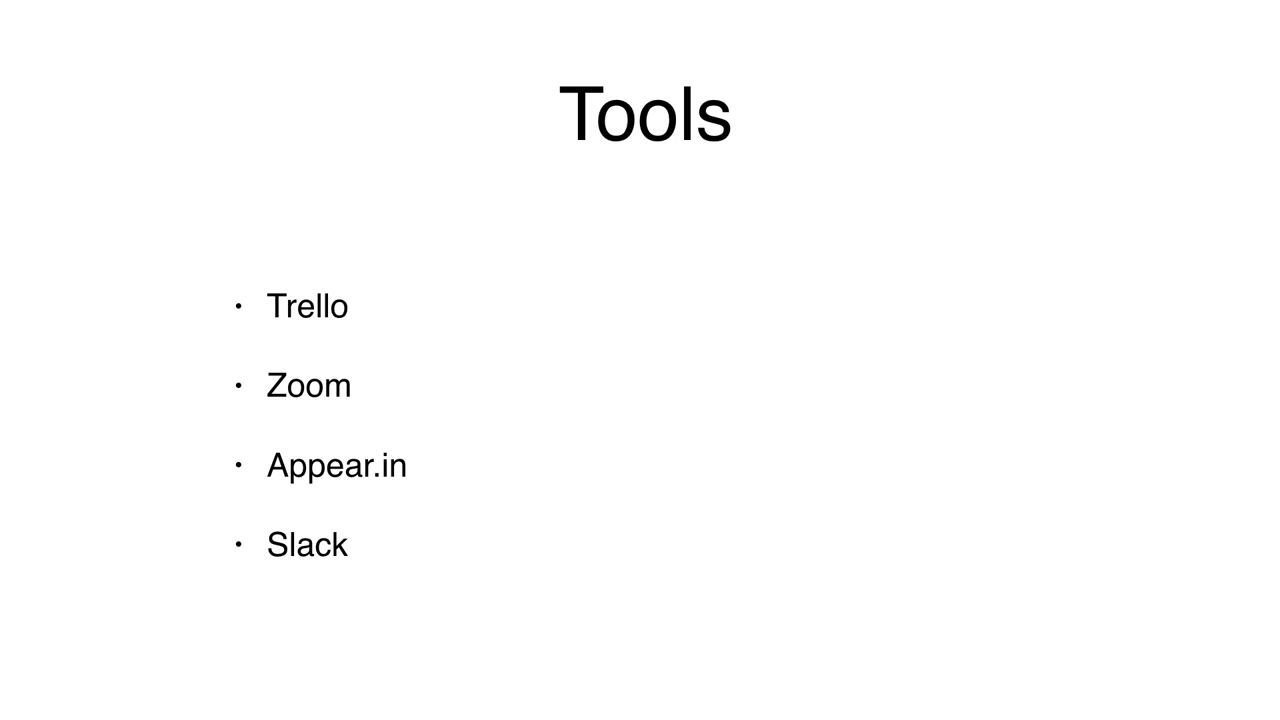 Tools
• Trello
• Zoom
• Appear.in
• Slack